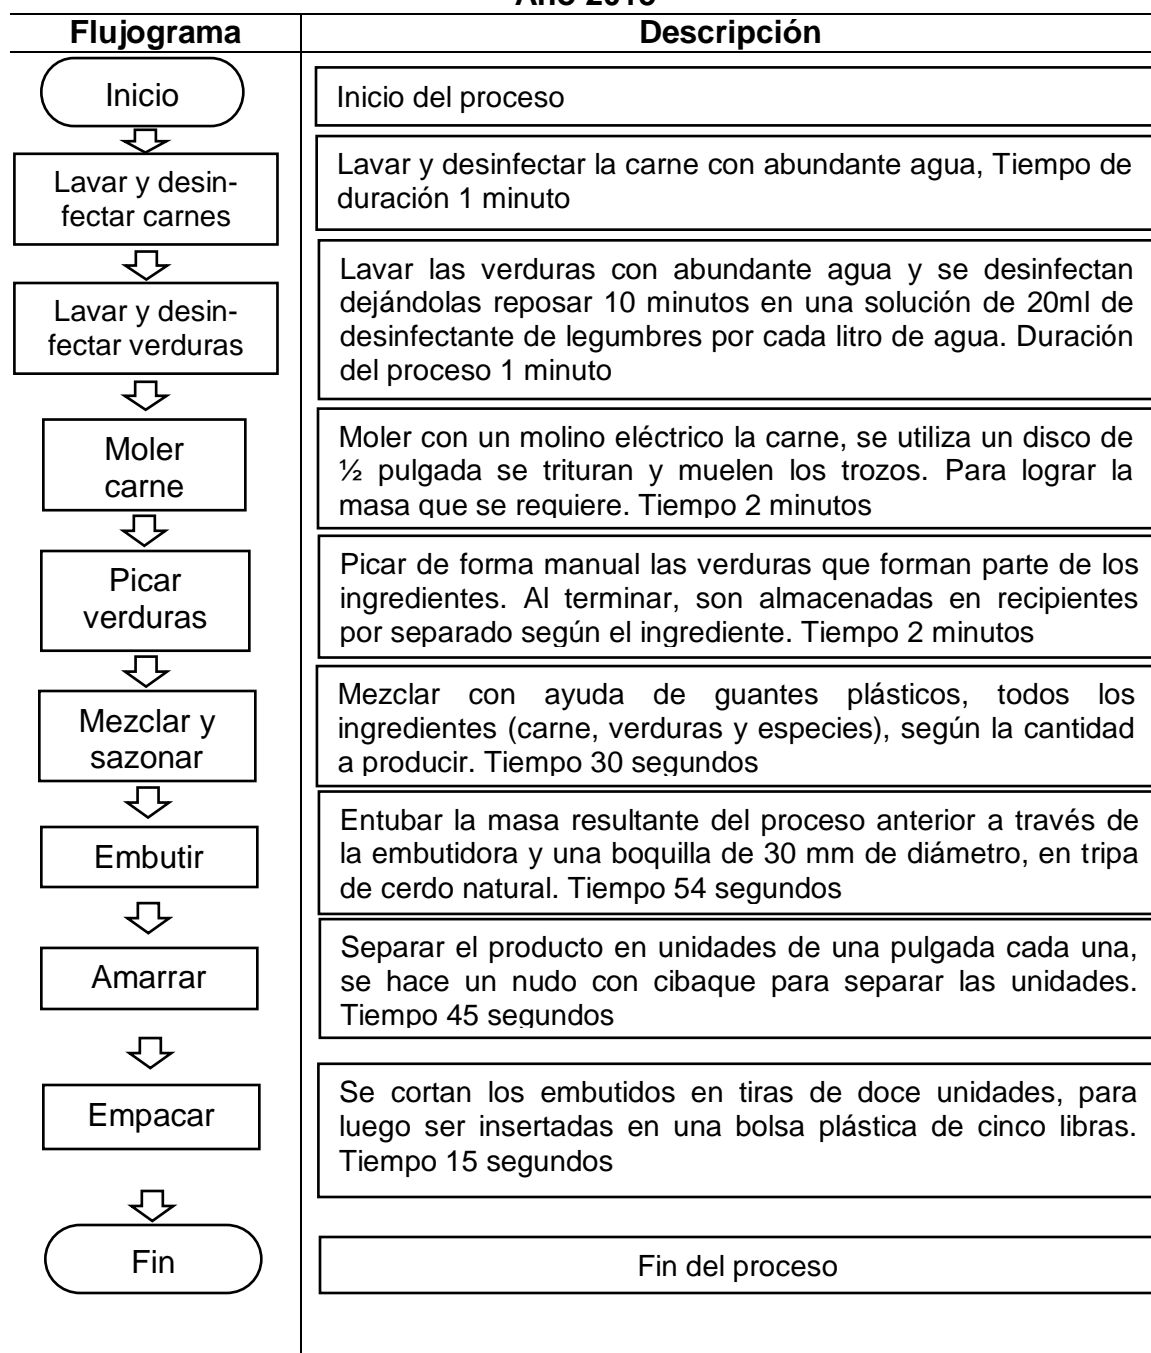 Flujograma
Descripción
Inicio
Inicio del proceso
Lavar y desin-
fectar carnes
Lavar y desinfectar la carne con abundante agua, Tiempo de
duración 1 minuto
Lavar y desin-
fectar verduras
Lavar las verduras con abundante agua y se desinfectan
dejándolas reposar 10 minutos en una solución de 20ml de
desinfectante de legumbres por cada litro de agua. Duración
del proceso 1 minuto
Moler
carne
Moler con un molino eléctrico la carne, se utiliza un disco de
½ pulgada se trituran y muelen los trozos. Para lograr la
masa que se requiere. Tiempo 2 minutos
Picar
verduras
Picar de forma manual las verduras que forman parte de los
ingredientes. Al terminar, son almacenadas en recipientes
por separado según el ingrediente. Tiempo 2 minutos
Mezclar y
sazonar
Mezclar con ayuda de guantes plásticos, todos los
ingredientes (carne, verduras y especies), según la cantidad
a producir. Tiempo 30 segundos
Embutir
Entubar la masa resultante del proceso anterior a través de
la embutidora y una boquilla de 30 mm de diámetro, en tripa
de cerdo natural. Tiempo 54 segundos
Amarrar
Separar el producto en unidades de una pulgada cada una,
se hace un nudo con cibaque para separar las unidades.
Tiempo 45 segundos
Empacar
Se cortan los embutidos en tiras de doce unidades, para
luego ser insertadas en una bolsa plástica de cinco libras.
Tiempo 15 segundos
Fin
Fin del proceso